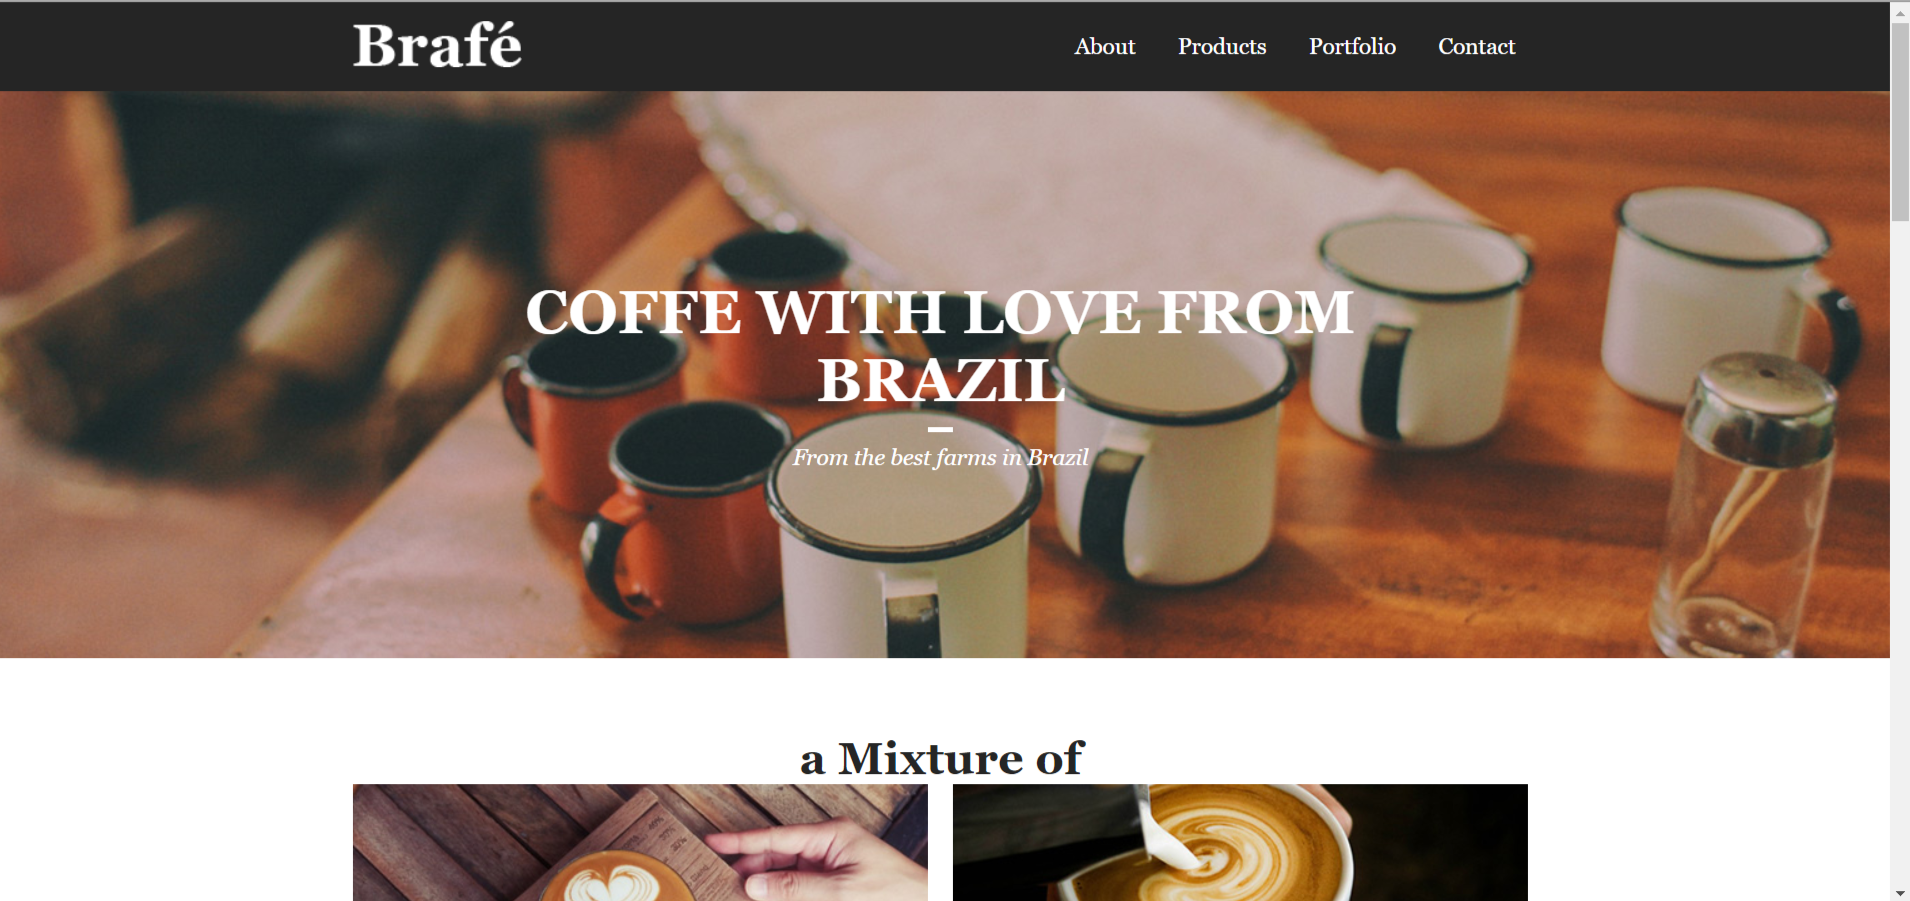 Brafé
About Products Portfolio Contact
COFFE WITH LOVE FROM
BRAZIL
From the best farms in Brazil
a Mixture of